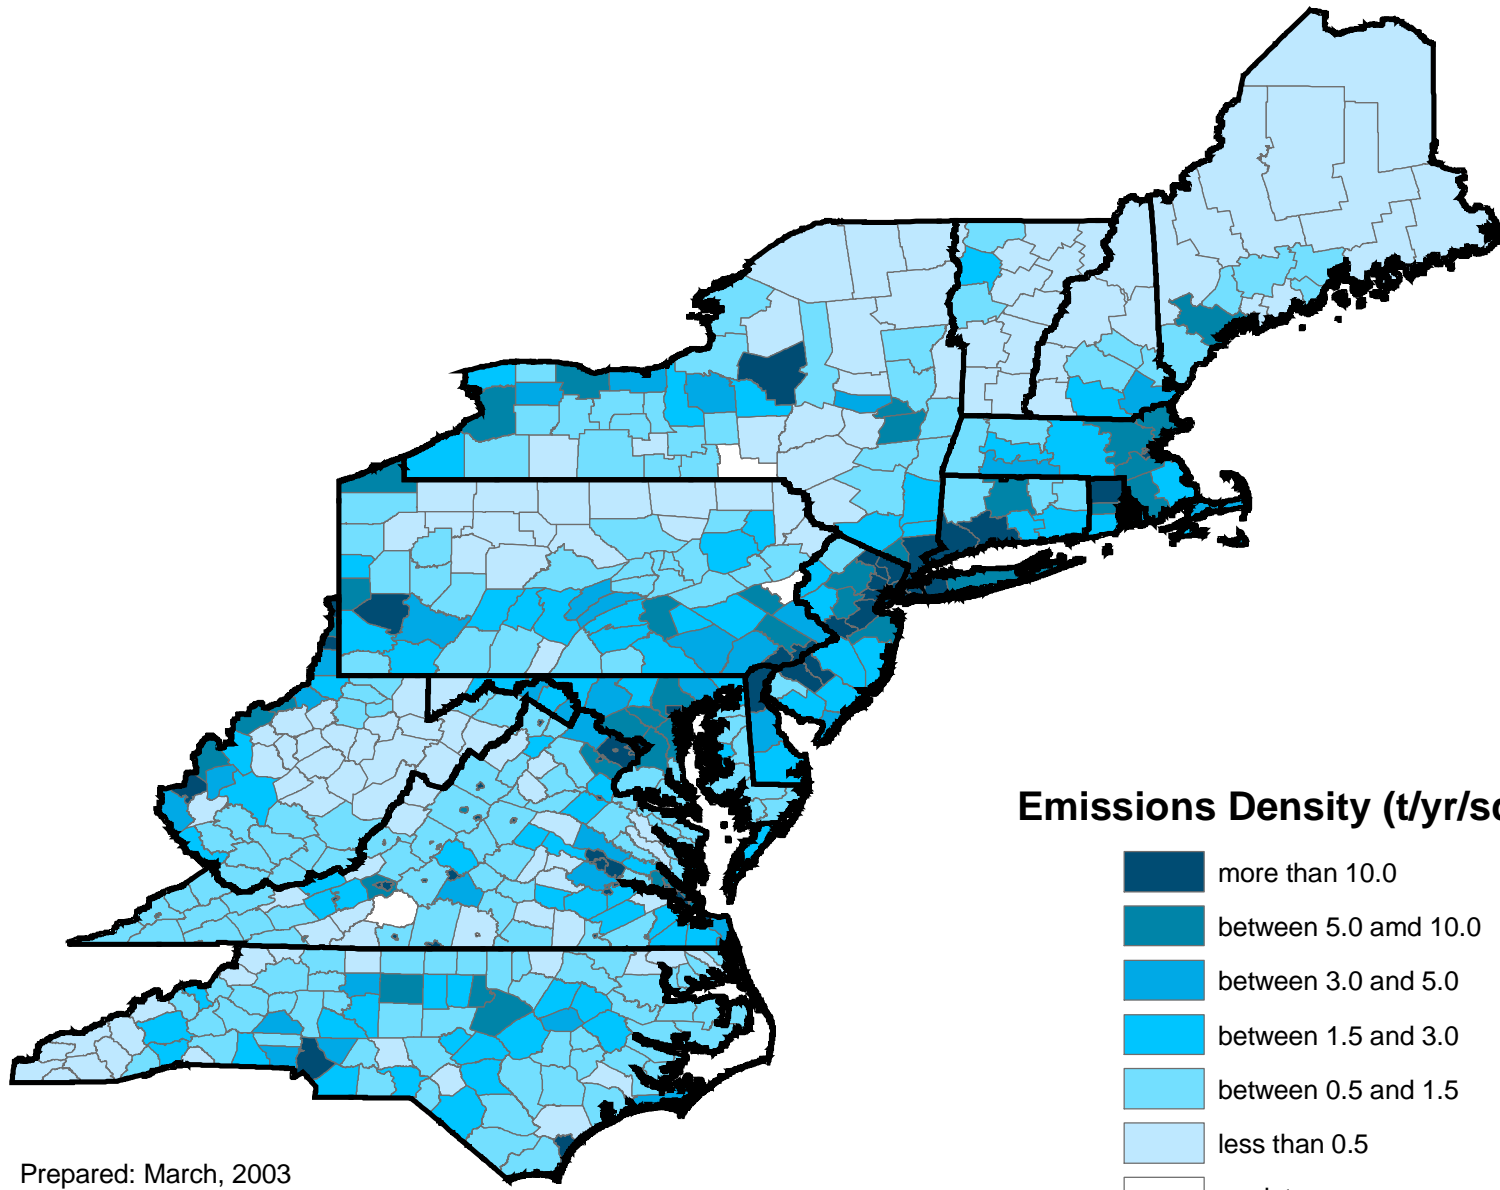 Emissions Density (t/yr/sq
more than 10.0
between 5.0 amd 10.0
between 3.0 and 5.0
between 1.5 and 3.0
between 0.5 and 1.5
less than 0.5
Prepared: March, 2003